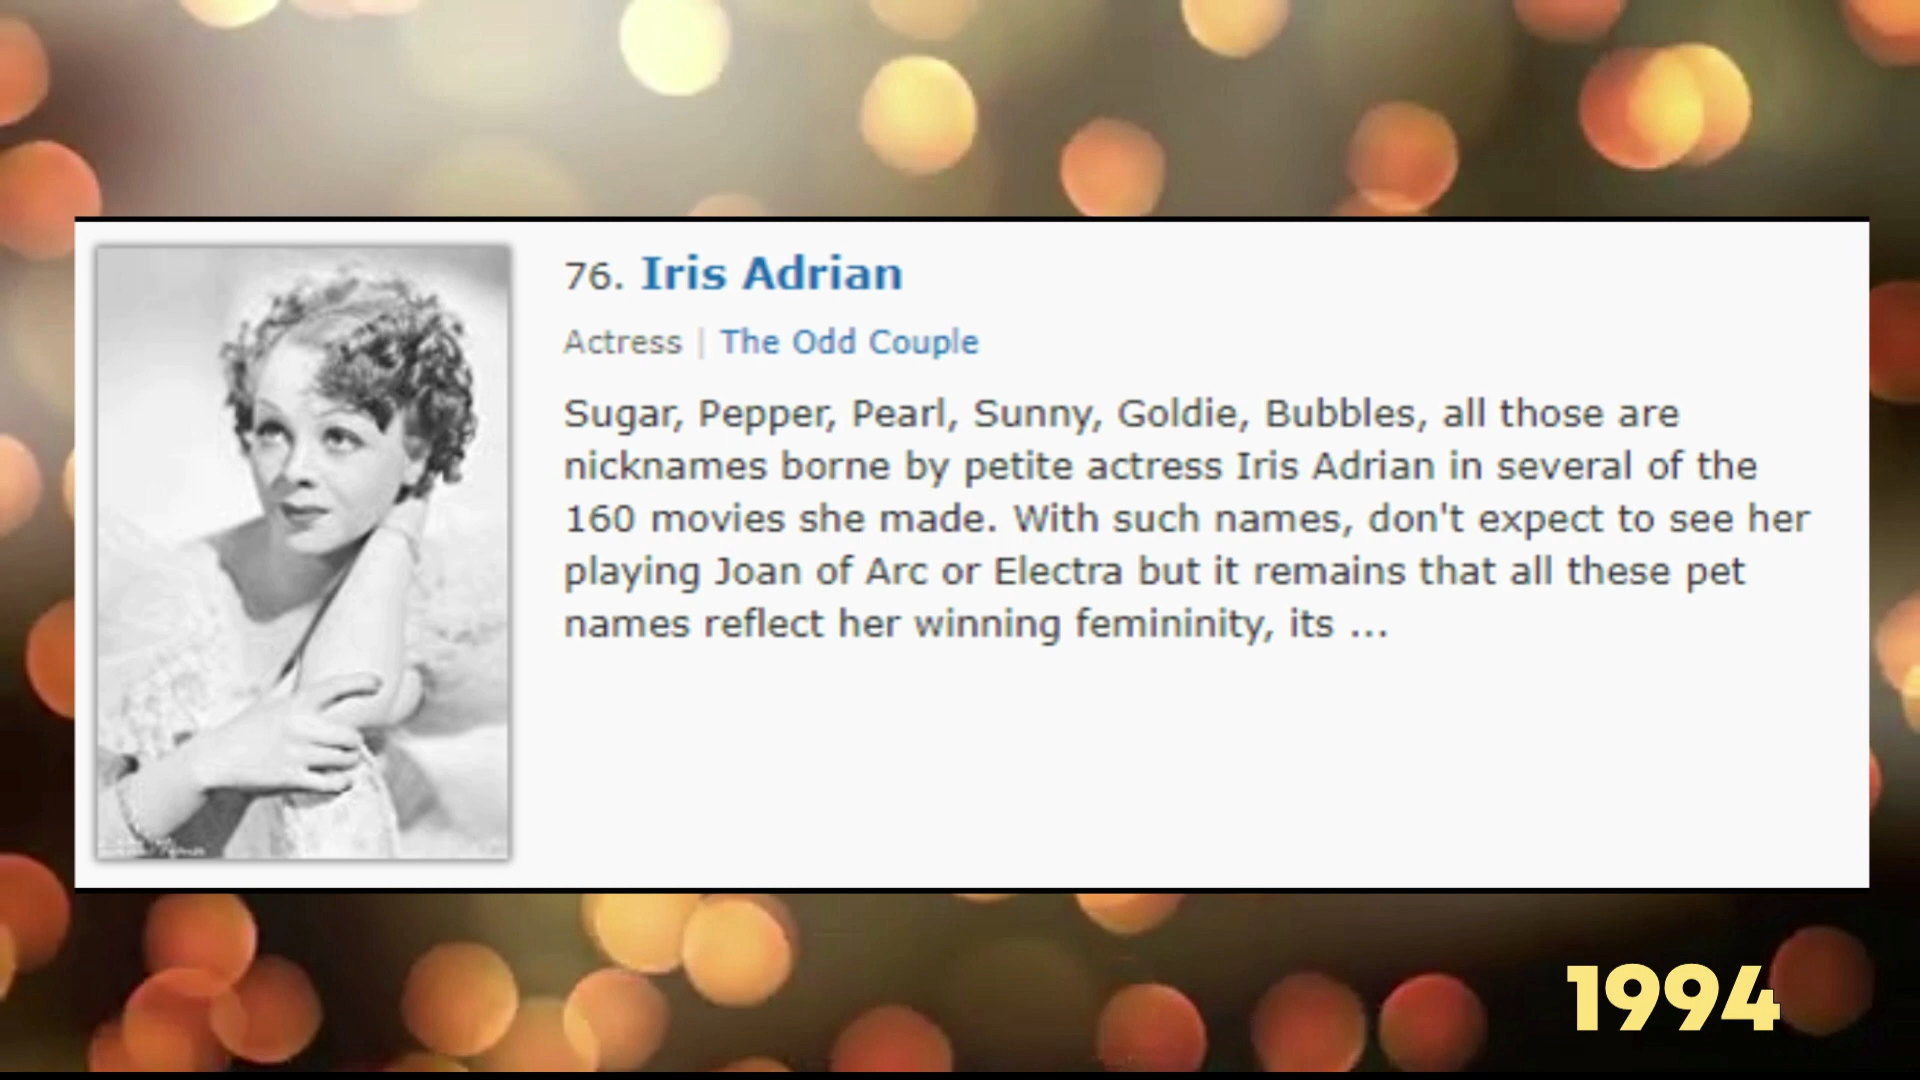 76. Iris Adrian
Actress | The Odd Couple
Sugar, Pepper, Pearl, Sunny, Goldie, Bubbles, all those are
nicknames borne by petite actress Iris Adrian in several of the
160 movies she made. With such names, don't expect to see her
playing Joan of Arc or Electra but it remains that all these pet
names reflect her winning femininity, its ...
1994